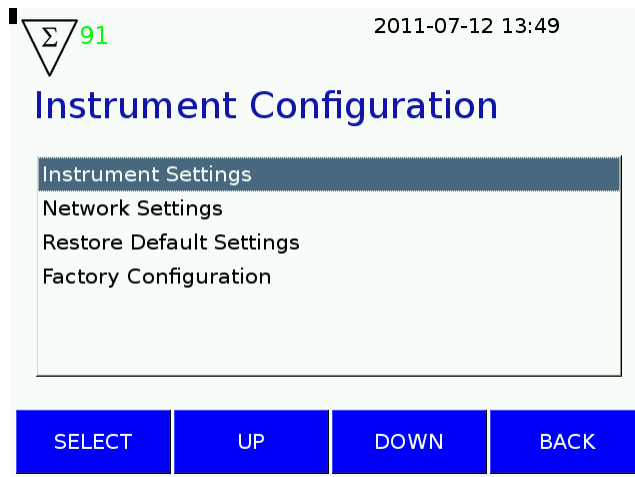 Σ 91 2011-07-12 13:49
Instrument Configuration
Instrument Settings
Network Settings
Restore Default Settings
Factory Configuration
SELECT UP DOWN BACK